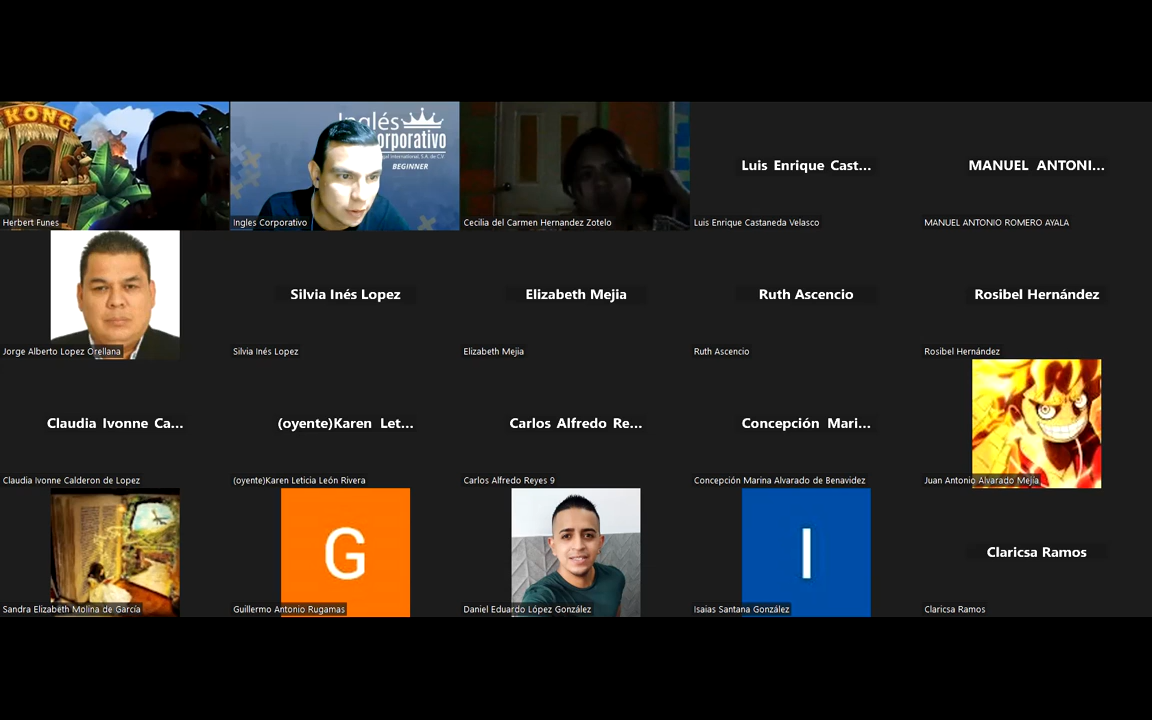 KONG
Herbert Funes
Inglés
orporativo
BEGINNER
Ingles Corporativo
Cecilia del Carmen Hernandez Zotelo
Luis Enrique Cast...
Luis Enrique Castaneda Velasco
MANUEL ANTONI...
MANUEL ANTONIO ROMERO AYALA
Jorge Alberto Lopez Orellana
Silvia Inés Lopez
Silvia Inés Lopez
Elizabeth Mejia
Elizabeth Mejia
Ruth Ascencio
Ruth Ascencio
Rosibel Hernández
Rosibel Hernández
Claudia Ivonne Ca...
Claudia Ivonne Calderon de Lopez
(oyente)Karen Let...
(oyente)Karen Leticia León Rivera
Carlos Alfredo Re...
Carlos Alfredo Reyes 9
Concepción Mari...
Concepción Marina Alvarado de Benavidez
Juan Antonio Alvarado Mejía
Sandra Elizabeth Molina de García
G
Guillermo Antonio Rugamas
Daniel Eduardo López González
I
Isaias Santana González
Claricsa Ramos
Claricsa Ramos